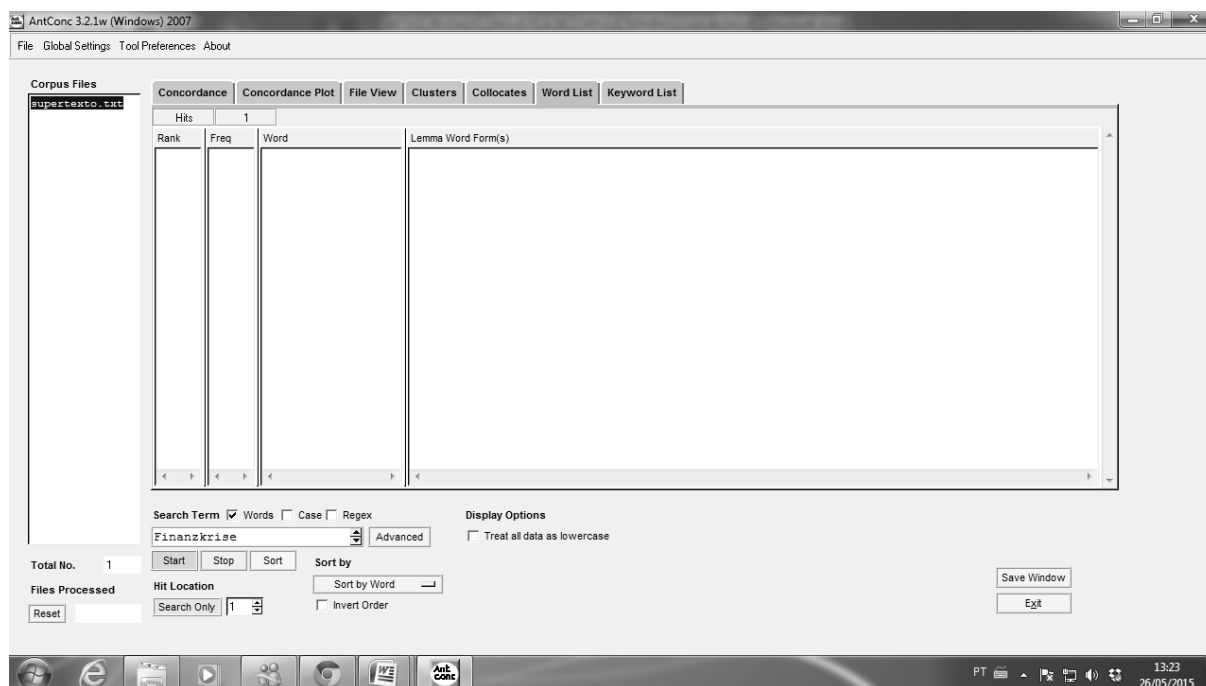 AntConc 3.2.1w (Windows) 2007
File Global Settings Tool Preferences About
Corpus Files
supertexto.txt
Concordance Concordance Plot File View Clusters Collocates Word List Keyword List
Hits 1
Rank Freq Word Lemma Word Form(s)
Search Term Words Case Regex
Display Options
Finanzkrise Advanced
Treat all data as lowercase
Total No. 1
Start Stop Sort
Sort by
Files Processed
Hit Location
Sort by Word
Save Window
Reset
Search Only 1
Invert Order
Exit
Ant
Conc
PT
13:23
26/05/2015